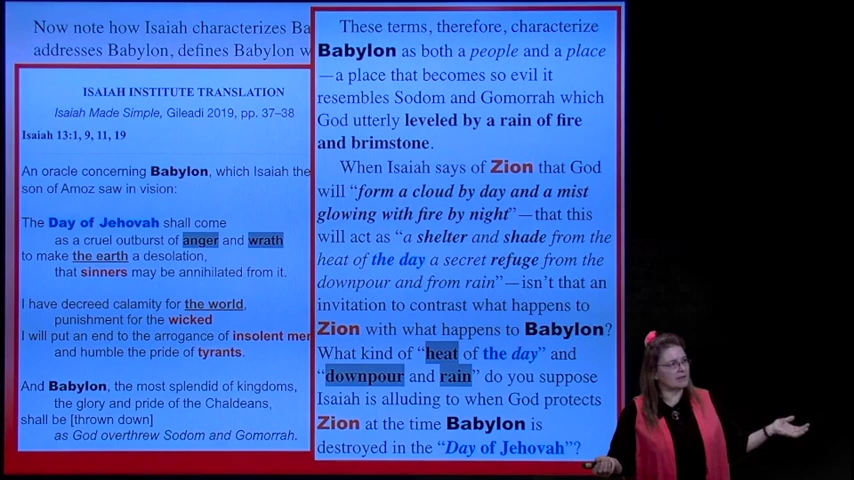 Now note how Isaiah characterizes Ba
addresses Babylon, defines Babylon w
ISAIAH INSTITUTE TRANSLATION
Isaiah Made Simple, Gileadi 2019, pp. 37–38
Isaiah 13:1, 9, 11, 19
An oracle concerning Babylon, which Isaiah the
son of Amoz saw in vision:
The Day of Jehovah shall come
as a cruel outburst of anger and wrath
to make the earth a desolation,
that sinners may be annihilated from it.
I have decreed calamity for the world,
punishment for the wicked
I will put an end to the arrogance of insolent men
and humble the pride of tyrants.
And Babylon, the most splendid of kingdoms,
the glory and pride of the Chaldeans,
shall be [thrown down]
as God overthrew Sodom and Gomorrah.
These terms, therefore, characterize
Babylon as both a people and a place
—a place that becomes so evil it
resembles Sodom and Gomorrah which
God utterly leveled by a rain of fire
and brimstone.
When Isaiah says of Zion that God
will “form a cloud by day and a mist
glowing with fire by night”—that this
will act as “a shelter and shade from the
heat of the day a secret refuge from the
downpour and from rain”—isn’t that an
invitation to contrast what happens to
Zion with what happens to Babylon?
What kind of “heat of the day” and
“downpour and rain” do you suppose
Isaiah is alluding to when God protects
Zion at the time Babylon is
destroyed in the “Day of Jehovah”?